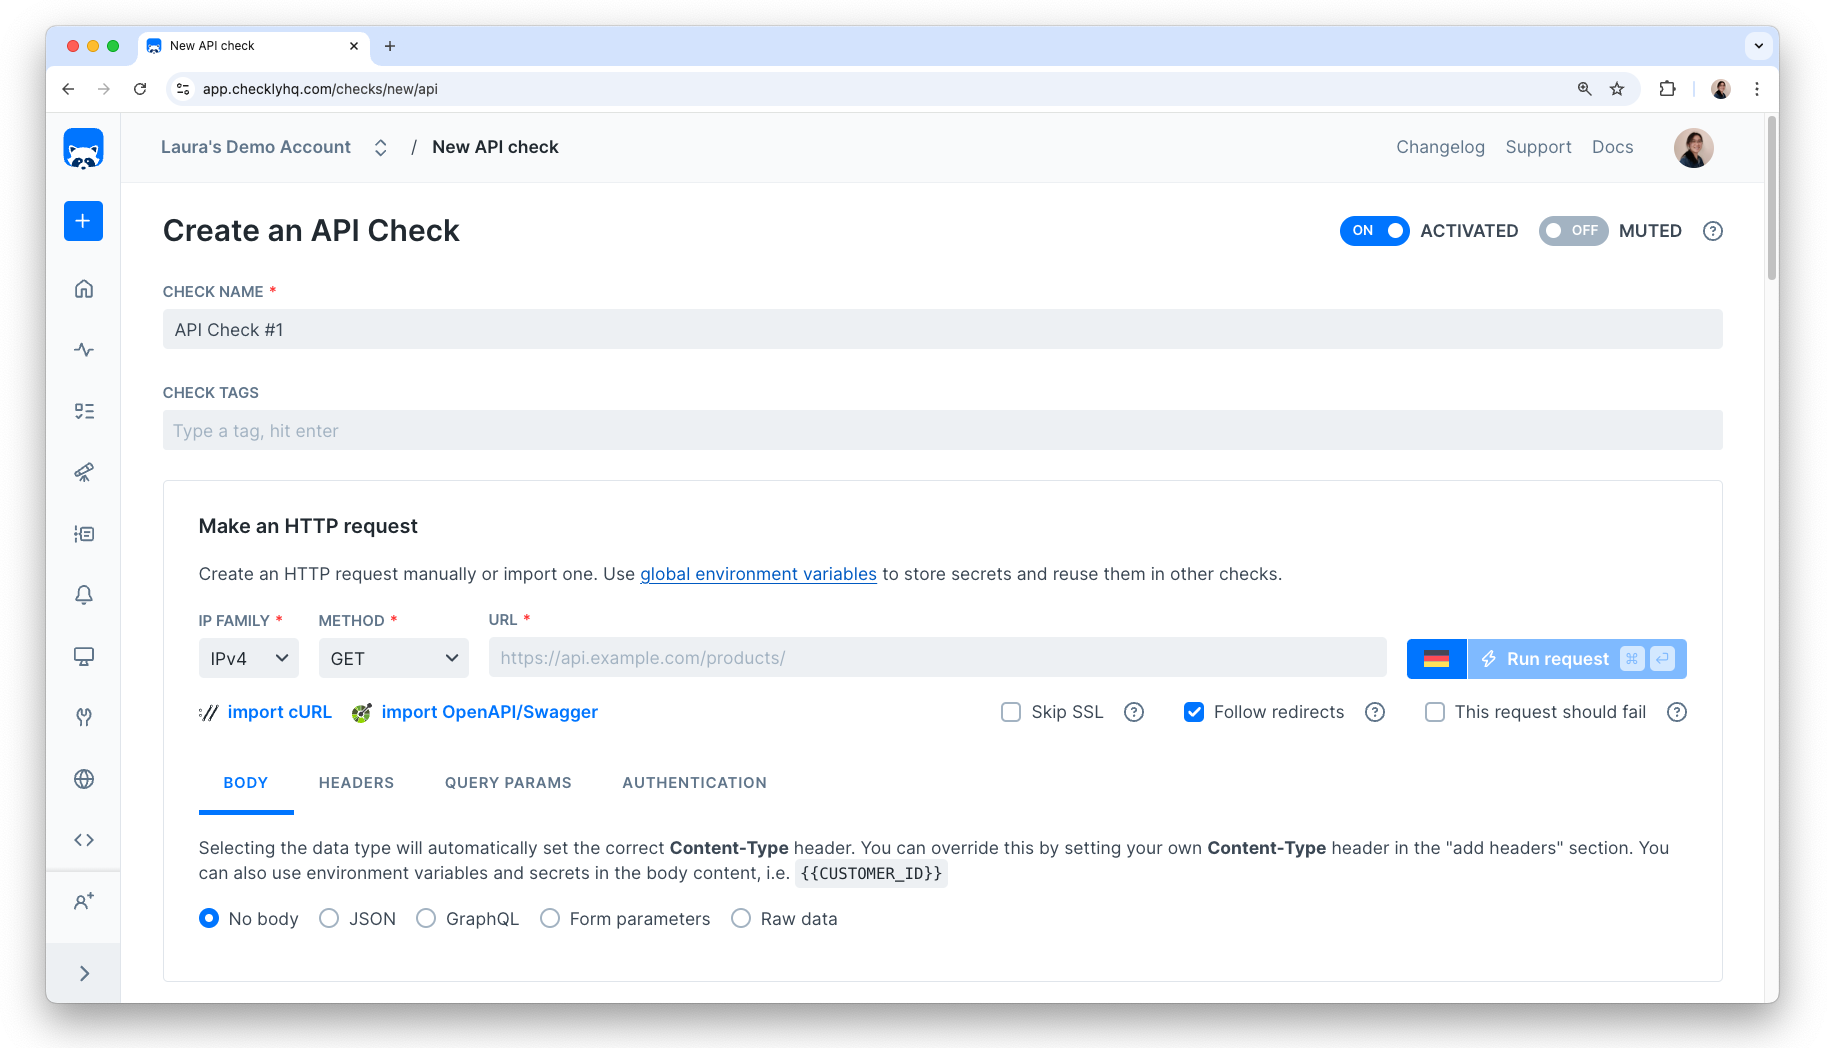 New API check
app.checklyhq.com/checks/new/api
Laura's Demo Account / New API check
Changelog Support Docs
Create an API Check
ON ACTIVATED OFF MUTED
CHECK NAME *
API Check #1
CHECK TAGS
Type a tag, hit enter
Make an HTTP request
Create an HTTP request manually or import one. Use global environment variables to store secrets and reuse them in other checks.
IP FAMILY * METHOD * URL *
IPv4 GET https://api.example.com/products/ Run request
import cURL import OpenAPI/Swagger Skip SSL Follow redirects This request should fail
BODY HEADERS QUERY PARAMS AUTHENTICATION
Selecting the data type will automatically set the correct Content-Type header. You can override this by setting your own Content-Type header in the "add headers" section. You
can also use environment variables and secrets in the body content, i.e. {{CUSTOMER_ID}}
No body JSON GraphQL Form parameters Raw data